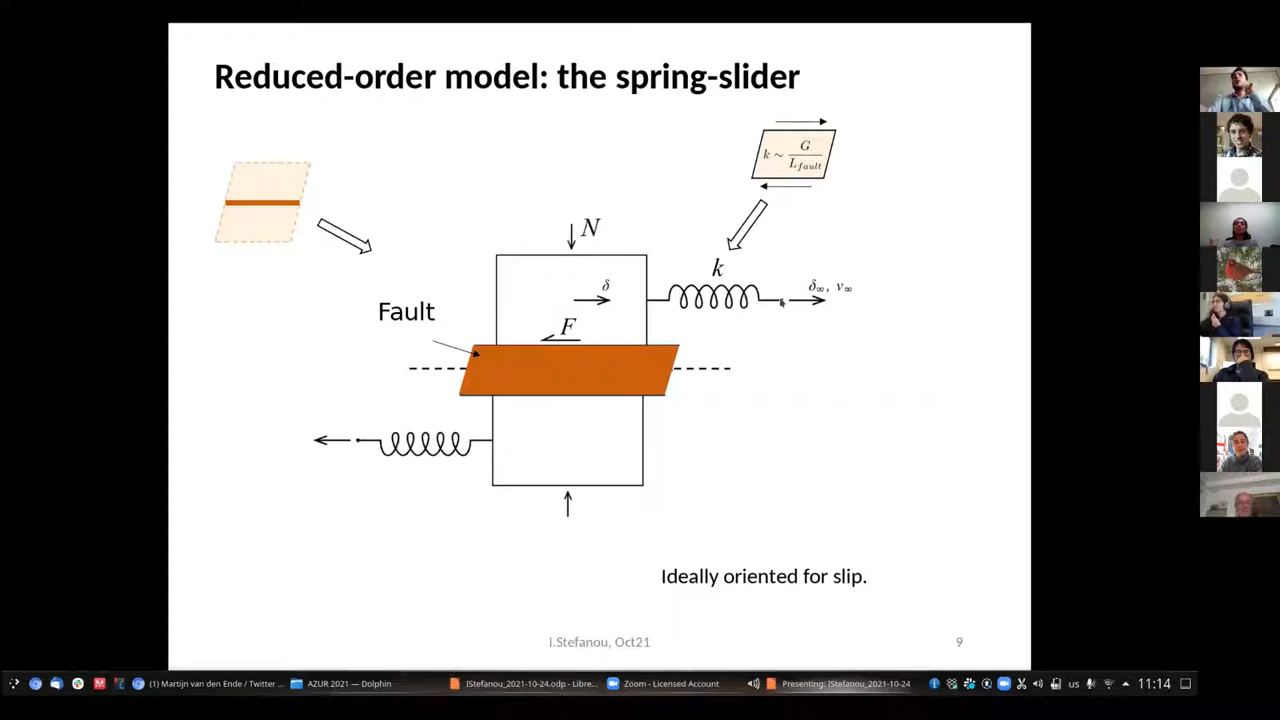 Reduced-order model: the spring-slider
k ∼ G / L_fault
N
k
δ
δ∞, v∞
Fault
F
Ideally oriented for slip.
I.Stefanou, Oct21
9
(1) Martijn van den Ende / Twitter ...
AZUR 2021 — Dolphin
IStefanou_2021-10-24.odp - Libre...
Zoom - Licensed Account
Presenting: IStefanou_2021-10-24
us
11:14